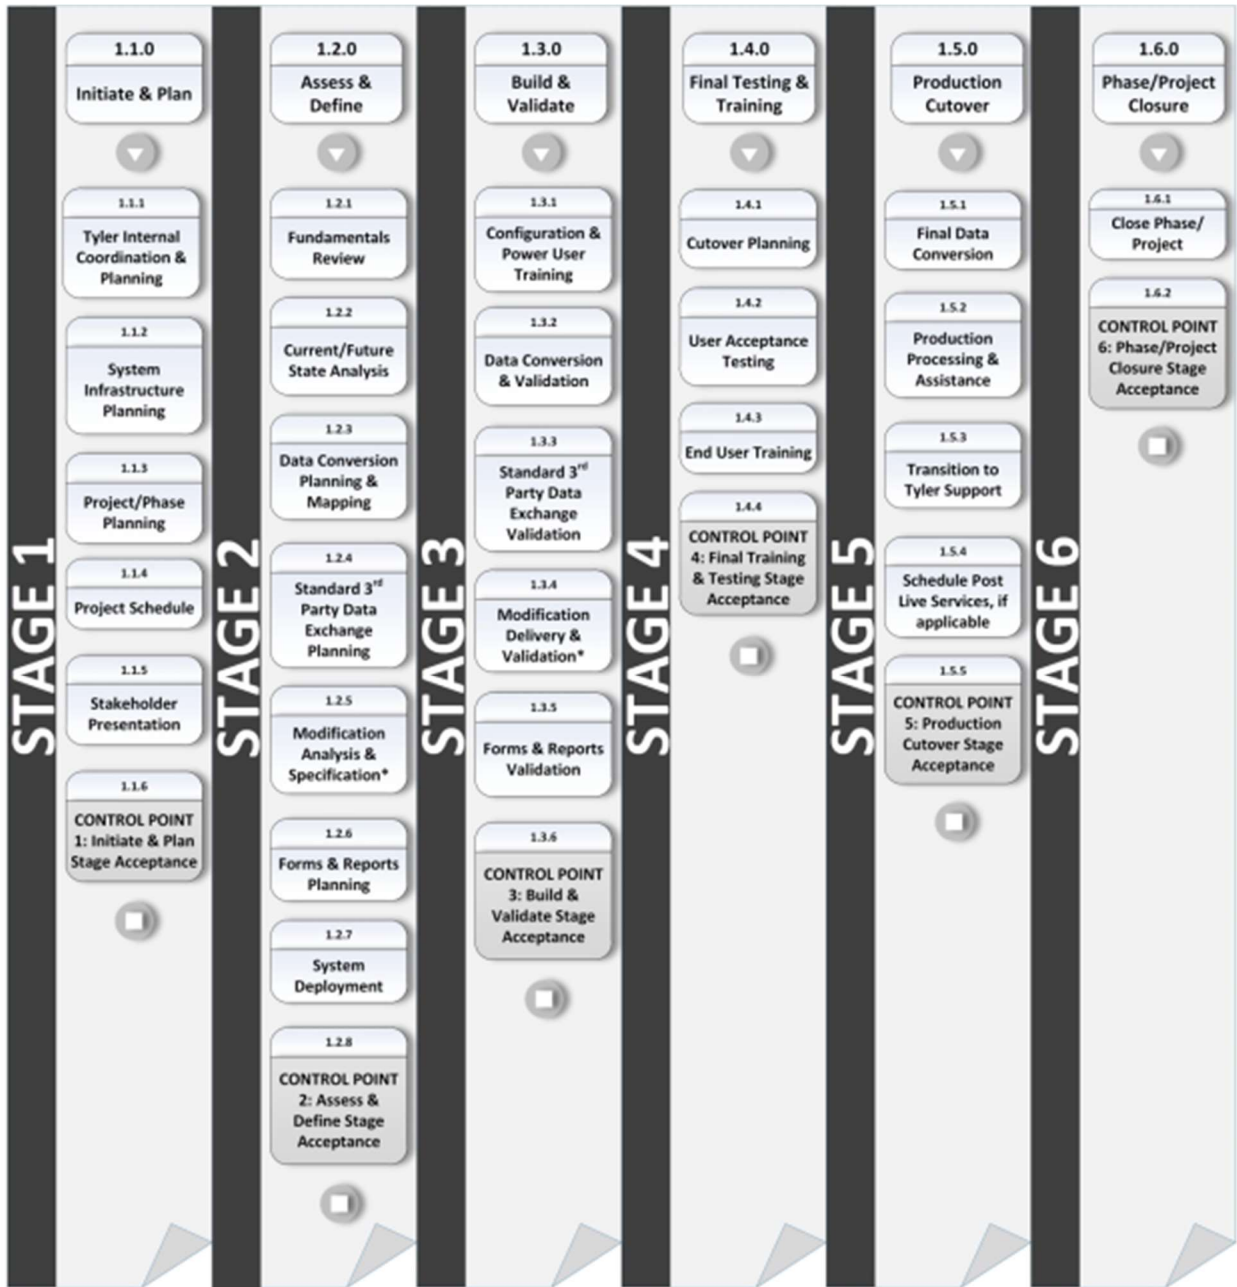 STAGE 1
1.1.0
Initiate & Plan
1.1.1
Tyler Internal
Coordination &
Planning
1.1.2
System
Infrastructure
Planning
1.1.3
Project/Phase
Planning
1.1.4
Project Schedule
1.1.5
Stakeholder
Presentation
1.1.6
CONTROL POINT
1: Initiate & Plan
Stage Acceptance
STAGE 2
1.2.0
Assess &
Define
1.2.1
Fundamentals
Review
1.2.2
Current/Future
State Analysis
1.2.3
Data Conversion
Planning &
Mapping
1.2.4
Standard 3rd
Party Data
Exchange
Planning
1.2.5
Modification
Analysis &
Specification*
1.2.6
Forms & Reports
Planning
1.2.7
System
Deployment
1.2.8
CONTROL POINT
2: Assess &
Define Stage
Acceptance
STAGE 3
1.3.0
Build &
Validate
1.3.1
Configuration &
Power User
Training
1.3.2
Data Conversion
& Validation
1.3.3
Standard 3rd
Party Data
Exchange
Validation
1.3.4
Modification
Delivery &
Validation*
1.3.5
Forms & Reports
Validation
1.3.6
CONTROL POINT
3: Build &
Validate Stage
Acceptance
STAGE 4
1.4.0
Final Testing &
Training
1.4.1
Cutover Planning
1.4.2
User Acceptance
Testing
1.4.3
End User Training
1.4.4
CONTROL POINT
4: Final Training
& Testing Stage
Acceptance
STAGE 5
1.5.0
Production
Cutover
1.5.1
Final Data
Conversion
1.5.2
Production
Processing &
Assistance
1.5.3
Transition to
Tyler Support
1.5.4
Schedule Post
Live Services, if
applicable
1.5.5
CONTROL POINT
5: Production
Cutover Stage
Acceptance
STAGE 6
1.6.0
Phase/Project
Closure
1.6.1
Close Phase/
Project
1.6.2
CONTROL POINT
6: Phase/Project
Closure Stage
Acceptance